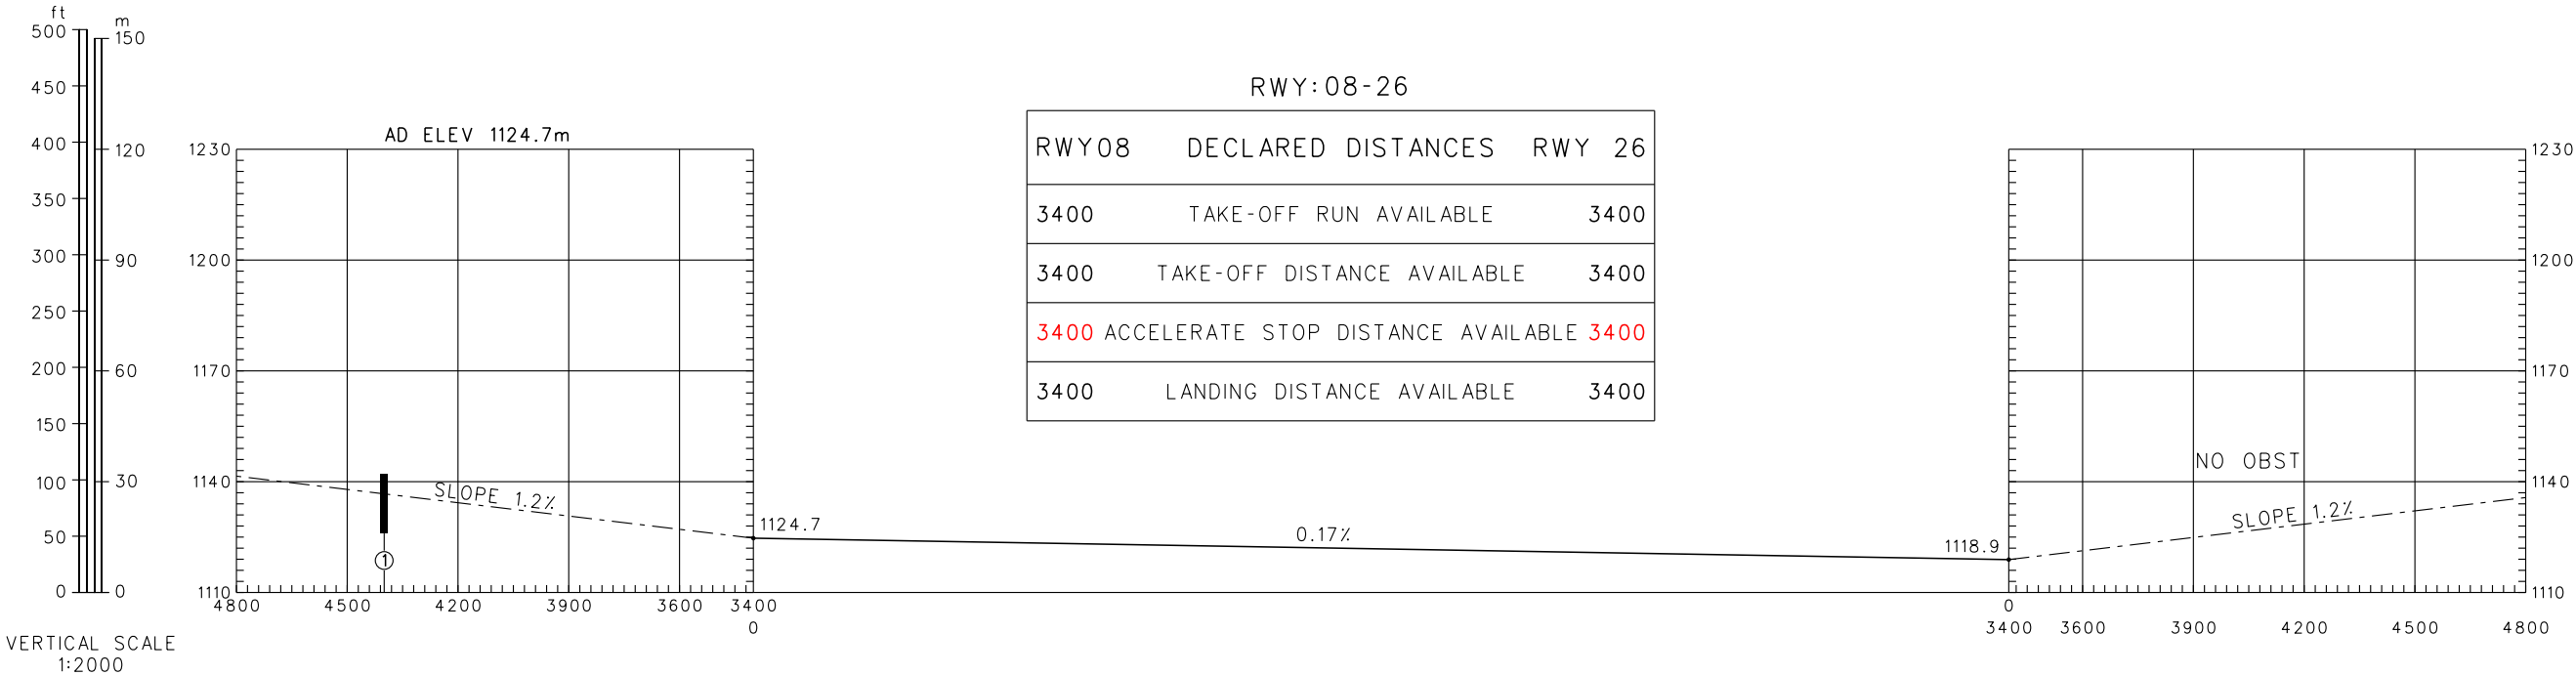 ft
m
500
450
400
350
300
250
200
150
100
50
0
150
120
90
60
30
0
VERTICAL SCALE
1:2000
AD ELEV 1124.7m
1230
1200
1170
1140
1110
SLOPE 1.2%
1
4800 4500 4200 3900 3600 3400
0
1124.7
0.17%
1118.9
RWY:08-26
RWY08 DECLARED DISTANCES RWY 26
3400 TAKE-OFF RUN AVAILABLE 3400
3400 TAKE-OFF DISTANCE AVAILABLE 3400
3400 ACCELERATE STOP DISTANCE AVAILABLE 3400
3400 LANDING DISTANCE AVAILABLE 3400
1230
1200
1170
1140
1110
NO OBST
SLOPE 1.2%
0
3400 3600 3900 4200 4500 4800